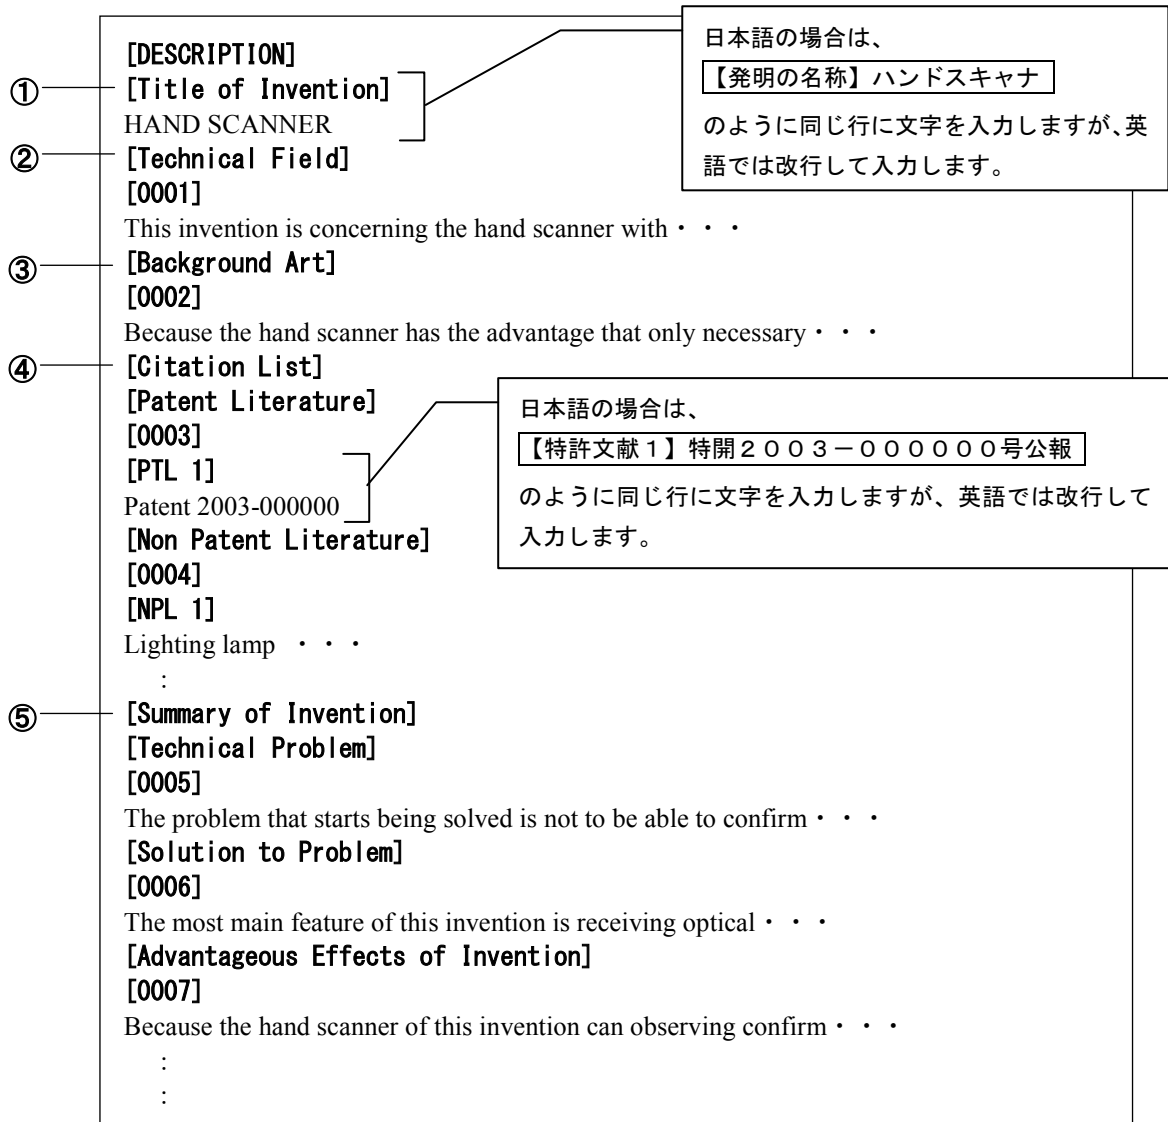 [DESCRIPTION]
① [Title of Invention]
HAND SCANNER
② [Technical Field]
[0001]
This invention is concerning the hand scanner with・・・
③ [Background Art]
[0002]
Because the hand scanner has the advantage that only necessary・・・
④ [Citation List]
[Patent Literature]
[0003]
[PTL 1]
Patent 2003-000000
[Non Patent Literature]
[0004]
[NPL 1]
Lighting lamp ・・・
:
⑤ [Summary of Invention]
[Technical Problem]
[0005]
The problem that starts being solved is not to be able to confirm・・・
[Solution to Problem]
[0006]
The most main feature of this invention is receiving optical・・・
[Advantageous Effects of Invention]
[0007]
Because the hand scanner of this invention can observing confirm・・・
:
:
日本語の場合は、
【発明の名称】ハンドスキャナ
のように同じ行に文字を入力しますが、英
語では改行して入力します。
日本語の場合は、
【特許文献1】特開2003-000000号公報
のように同じ行に文字を入力しますが、英語では改行して
入力します。